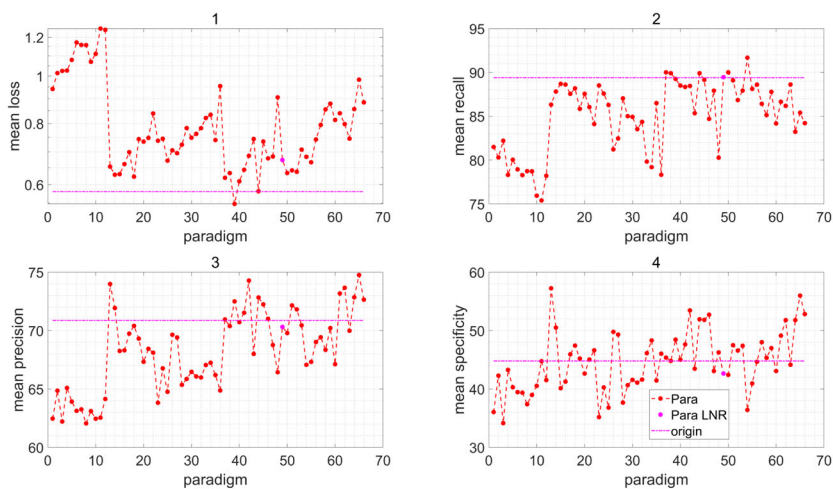 1
mean loss
1.2
1
0.8
0.6
0 10 20 30 40 50 60 70
paradigm
2
mean recall
95
90
85
80
75
0 10 20 30 40 50 60 70
paradigm
3
mean precision
75
70
65
60
0 10 20 30 40 50 60 70
paradigm
4
mean specificity
60
50
40
30
0 10 20 30 40 50 60 70
paradigm
Para
Para LNR
origin